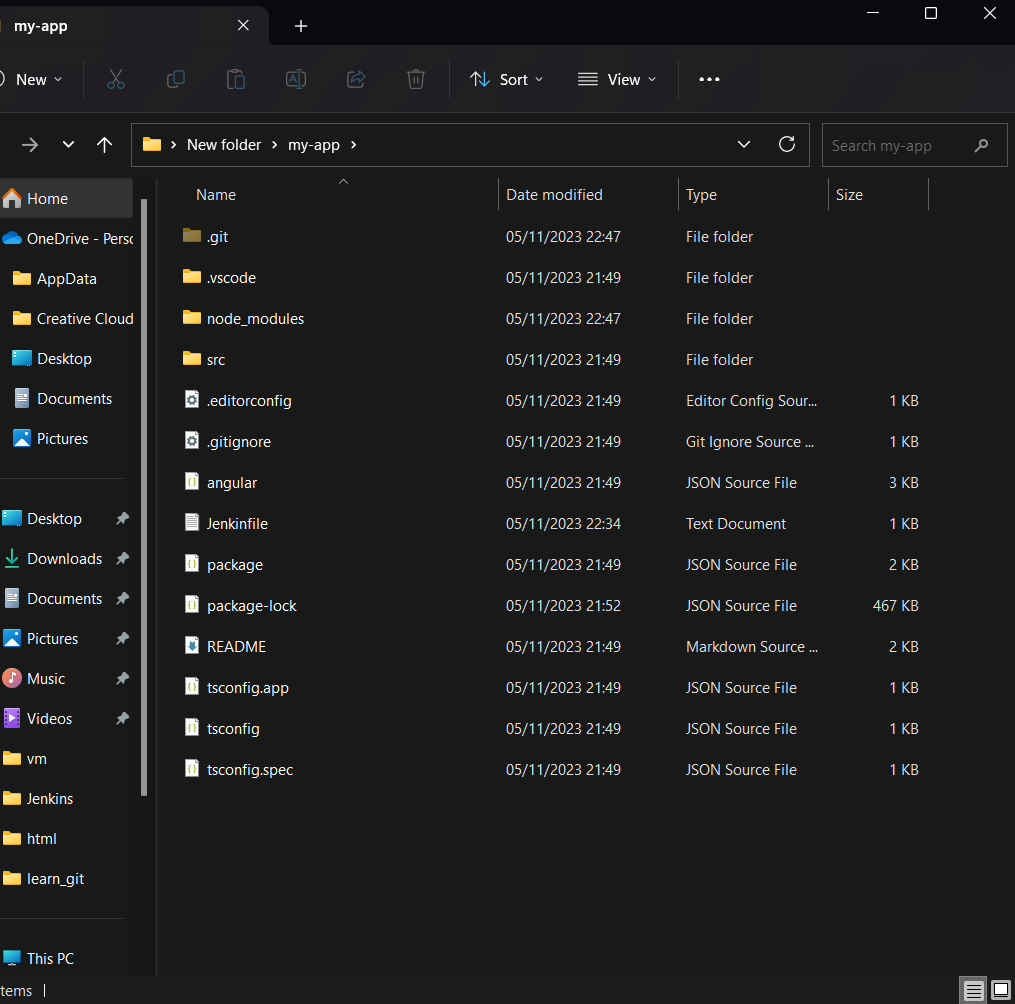 my-app
New
Sort
View
New folder
my-app
Search my-app
Home
OneDrive - Perso
AppData
Creative Cloud
Desktop
Documents
Pictures
Desktop
Downloads
Documents
Pictures
Music
Videos
vm
Jenkins
html
learn_git
This PC
Name Date modified Type Size
.git 05/11/2023 22:47 File folder
.vscode 05/11/2023 21:49 File folder
node_modules 05/11/2023 22:47 File folder
src 05/11/2023 21:49 File folder
.editorconfig 05/11/2023 21:49 Editor Config Sour... 1 KB
.gitignore 05/11/2023 21:49 Git Ignore Source ... 1 KB
angular 05/11/2023 21:49 JSON Source File 3 KB
Jenkinfile 05/11/2023 22:34 Text Document 1 KB
package 05/11/2023 21:49 JSON Source File 2 KB
package-lock 05/11/2023 21:52 JSON Source File 467 KB
README 05/11/2023 21:49 Markdown Source ... 2 KB
tsconfig.app 05/11/2023 21:49 JSON Source File 1 KB
tsconfig 05/11/2023 21:49 JSON Source File 1 KB
tsconfig.spec 05/11/2023 21:49 JSON Source File 1 KB
tems